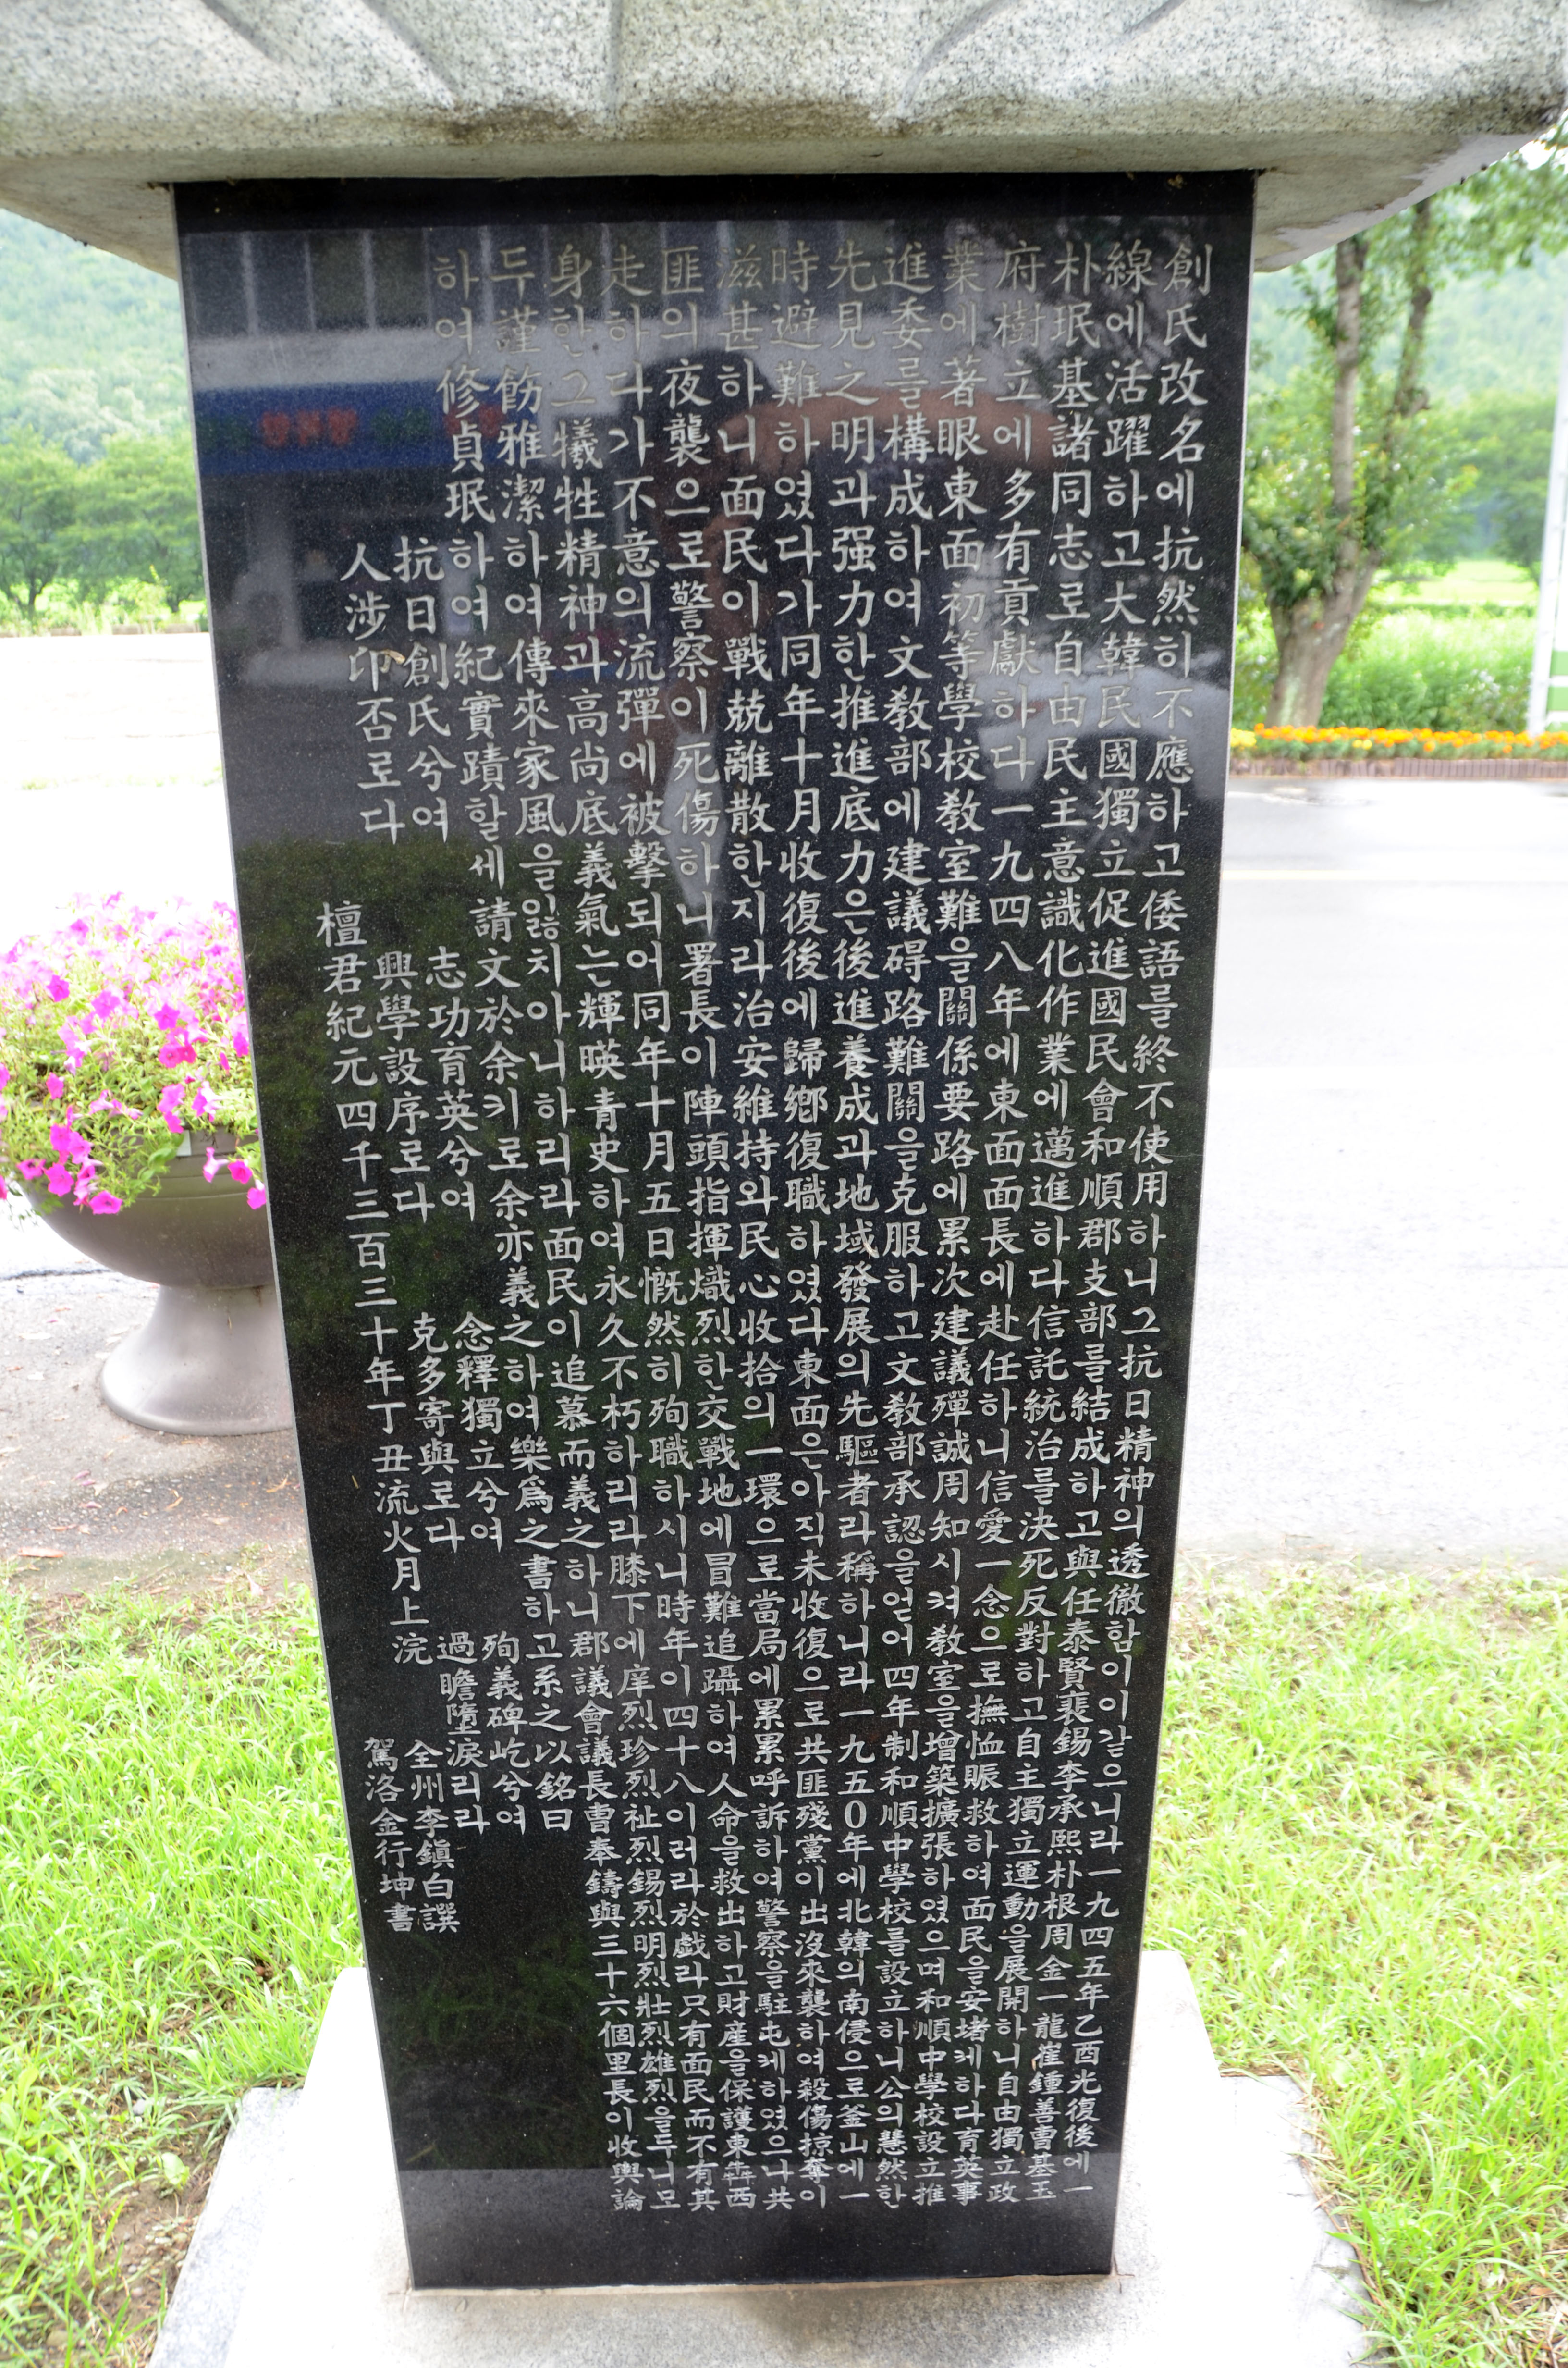 創氏改名에抗然히不應하고倭語를終不使用하니그抗日精神의透徹함이이같으니라一九四五年乙酉光復後에一
線에活躍하고大韓民國獨立促進國民會和順郡支部를結成하고與任泰賢裵錫李承熙朴根周金一龍崔鍾善曺基玉
朴珉基諸同志로自由民主意識化作業에邁進하다信託統治를決死反對하고自主獨立運動을展開하니自由獨立政
府樹立에多有貢獻하다一九四八年에東面面長에赴任하니信愛一念으로撫恤賑救하여面民을安堵케하다育英事
業에著眼東面初等學校敎室難을關係要路에累次建議殫誠周知시켜敎室을增築擴張하였으며和順中學校設立推
進委를構成하여文敎部에建議碍路難關을克服하고文敎部承認을얻어四年制和順中學校를設立하니公의慧然한
先見之明과强力한推進底力은後進養成과地域發展의先驅者라稱하니라一九五0年에北韓의南侵으로釜山에一
時避難하였다가同年十月收復後에歸鄕復職하였다東面은아직未收復으로共匪殘黨이出沒來襲하여殺傷掠奪이
滋甚하니面民이戰兢離散한지라治安維持와民心收拾의一環으로當局에累累呼訴하여警察을駐屯케하였으나共
匪의夜襲으로警察이死傷하니署長이陣頭指揮熾烈한交戰地에冒難追躡하여人命을救出하고財産을保護東犇西
走하다가不意의流彈에被擊되어同年十月五日慨然히殉職하시니時年이四十八이러라於戱라只有面民而不有其
身한그犧牲精神과高尚底義氣는輝暎青史하여永久不朽하리라膝下에庠烈珍烈祉烈錫烈明烈壯烈雄烈을두니모
두謹飭雅潔하여傳來家風을잃치아니하리라面民이追慕而義之하니郡議會議長曺奉鑄與三十六個里長이收輿論
하여修貞珉하여紀實蹟할세請文於余키로余亦義之하여樂爲之書하고系之以銘曰
抗日創氏兮여 志功育英兮여 念釋獨立兮여 殉義碑屹兮여
人涉印否로다 興學設序로다 克多寄與로다 過瞻墮淚리라
檀君紀元四千三百三十年丁丑流火月上浣 全州李鎭白譔
駕洛金行坤書